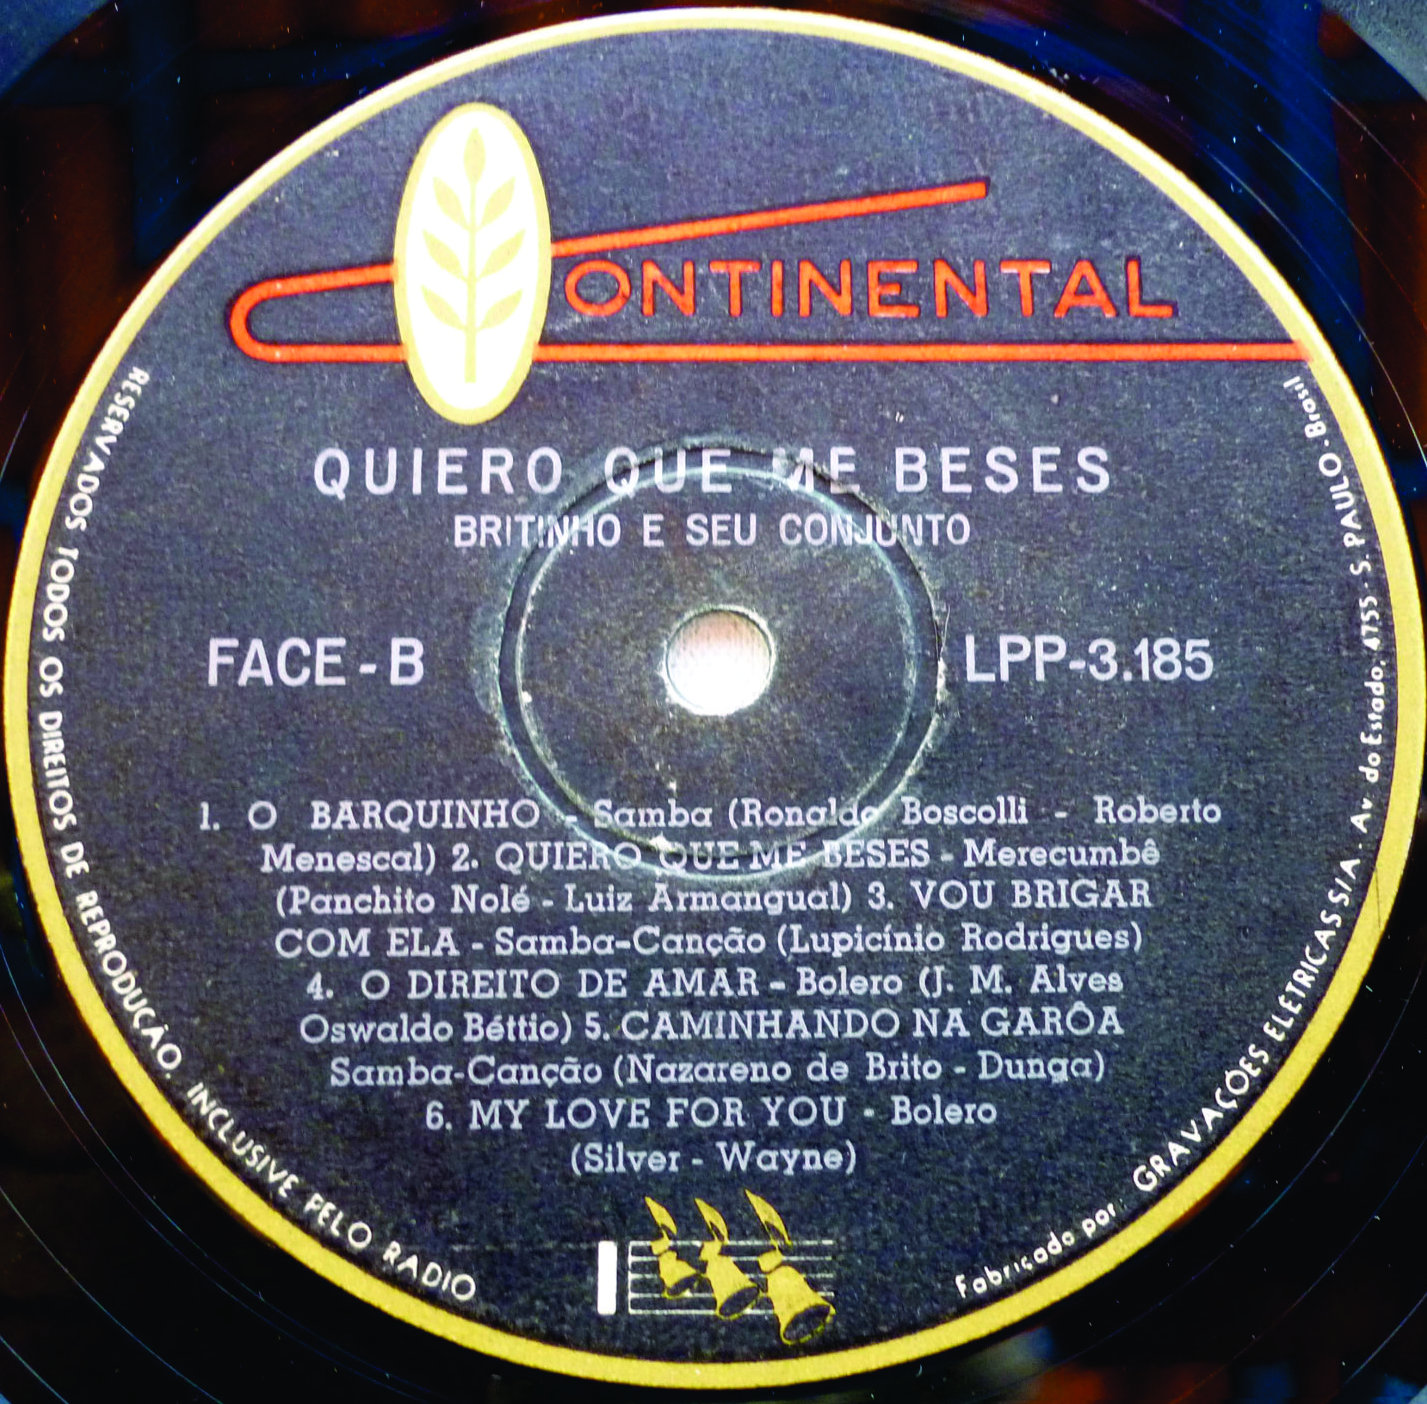 CONTINENTAL
QUIERO QUE ME BESES
BRITINHO E SEU CONJUNTO
FACE - B
LPP-3.185
1. O BARQUINHO - Samba (Ronaldo Boscolli - Roberto
Menescal) 2. QUIERO QUE ME BESES - Merecumbê
(Panchito Nolé - Luiz Armangual) 3. VOU BRIGAR
COM ELA - Samba-Canção (Lupicínio Rodrigues)
4. O DIREITO DE AMAR - Bolero (J. M. Alves
Oswaldo Béttio) 5. CAMINHANDO NA GARÔA
Samba-Canção (Nazareno de Brito - Dunga)
6. MY LOVE FOR YOU - Bolero
(Silver - Wayne)
RESERVADOS TODOS OS DIREITOS DE REPRODUÇÃO. INCLUSIVE PELO RADIO
Fabricado por: GRAVAÇÕES ELETRICAS S/A. - Av. do Estado, 4755 - S. PAULO - Brasil